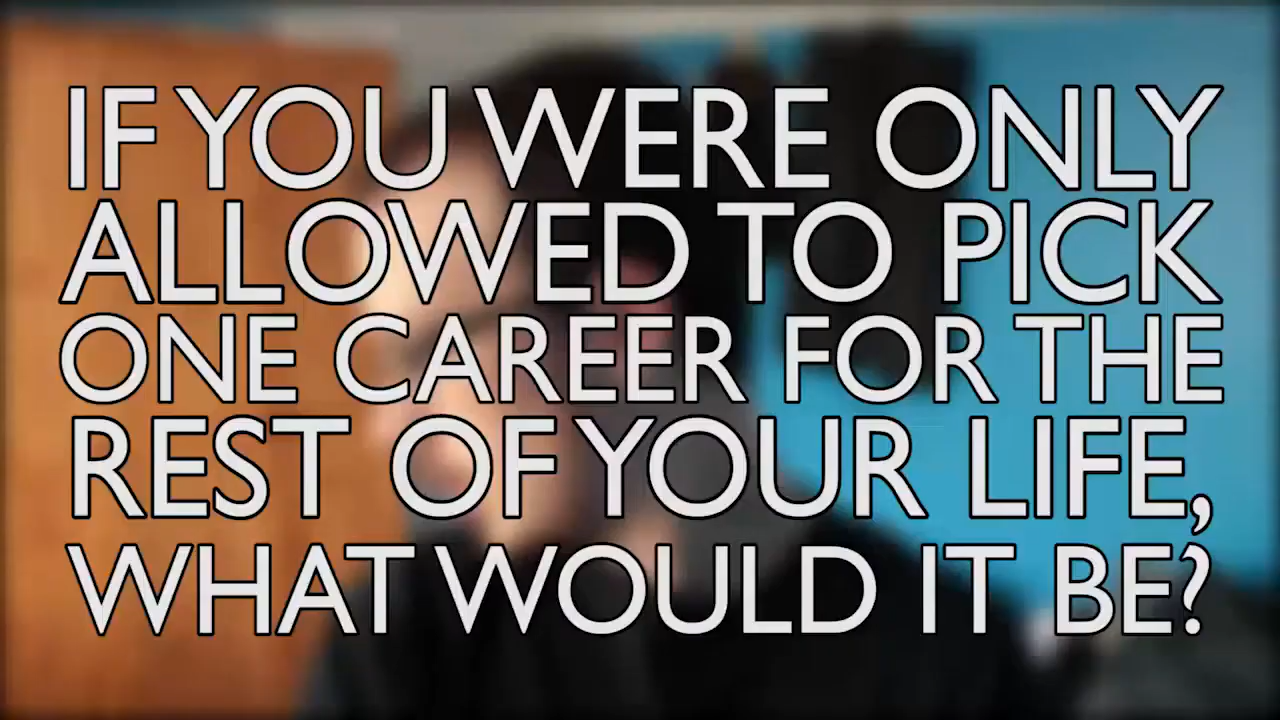 IF YOU WERE ONLY
ALLOWED TO PICK
ONE CAREER FOR THE
REST OF YOUR LIFE,
WHAT WOULD IT BE?